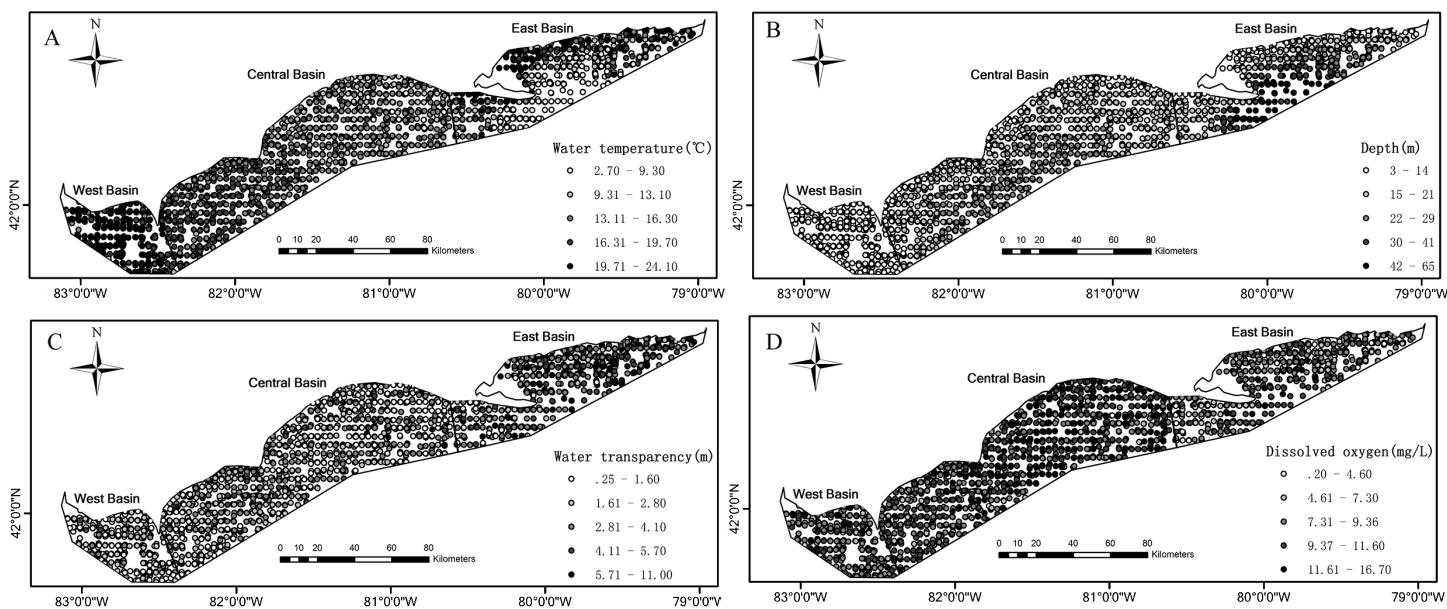 A
N
East Basin
Central Basin
West Basin
Water temperature(℃)
2.70 - 9.30
9.31 - 13.10
13.11 - 16.30
16.31 - 19.70
19.71 - 24.10
0 10 20 40 60 80
Kilometers
42°0'0"N
83°0'0"W 82°0'0"W 81°0'0"W 80°0'0"W 79°0'0"W
B
N
East Basin
Central Basin
West Basin
Depth(m)
3 - 14
15 - 21
22 - 29
30 - 41
42 - 65
0 10 20 40 60 80
Kilometers
42°0'0"N
82°0'0"W 81°0'0"W 80°0'0"W 79°0'0"W
C
N
East Basin
Central Basin
West Basin
Water transparency(m)
.25 - 1.60
1.61 - 2.80
2.81 - 4.10
4.11 - 5.70
5.71 - 11.00
0 10 20 40 60 80
Kilometers
42°0'0"N
83°0'0"W 82°0'0"W 81°0'0"W 80°0'0"W 79°0'0"W
D
N
East Basin
Central Basin
West Basin
Dissolved oxygen(mg/L)
.20 - 4.60
4.61 - 7.30
7.31 - 9.36
9.37 - 11.60
11.61 - 16.70
0 10 20 40 60 80
Kilometers
42°0'0"N
83°0'0"W 82°0'0"W 81°0'0"W 80°0'0"W 79°0'0"W